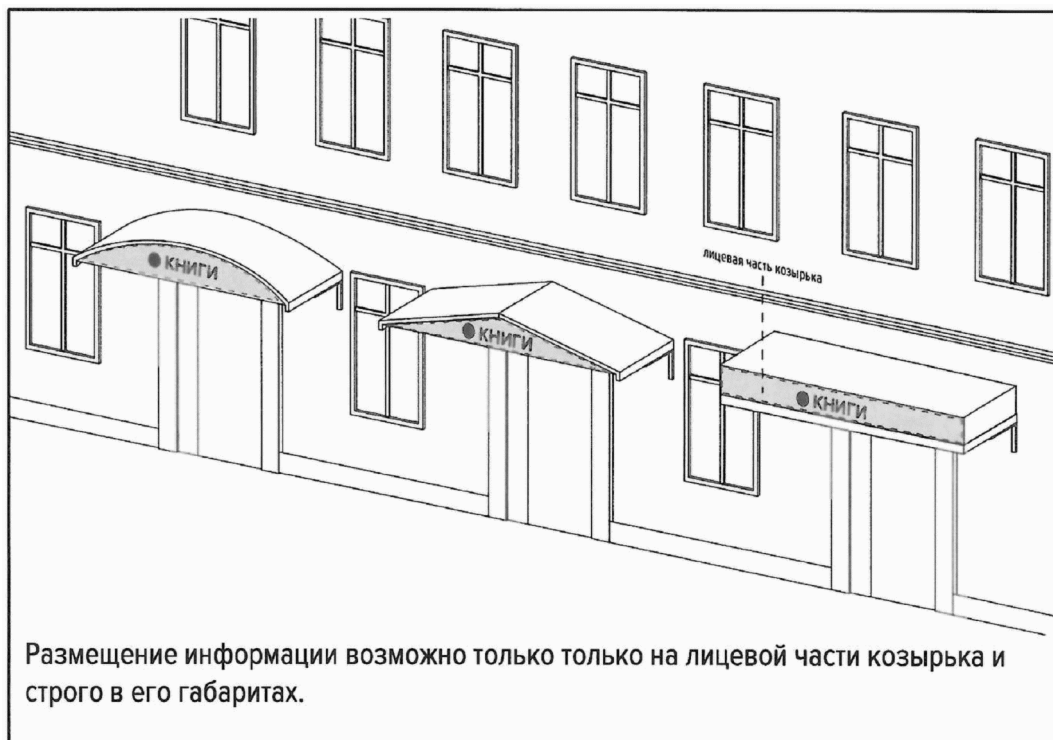 лицевая часть козырька
КНИГИ
КНИГИ
КНИГИ
Размещение информации возможно только только на лицевой части козырька и
строго в его габаритах.